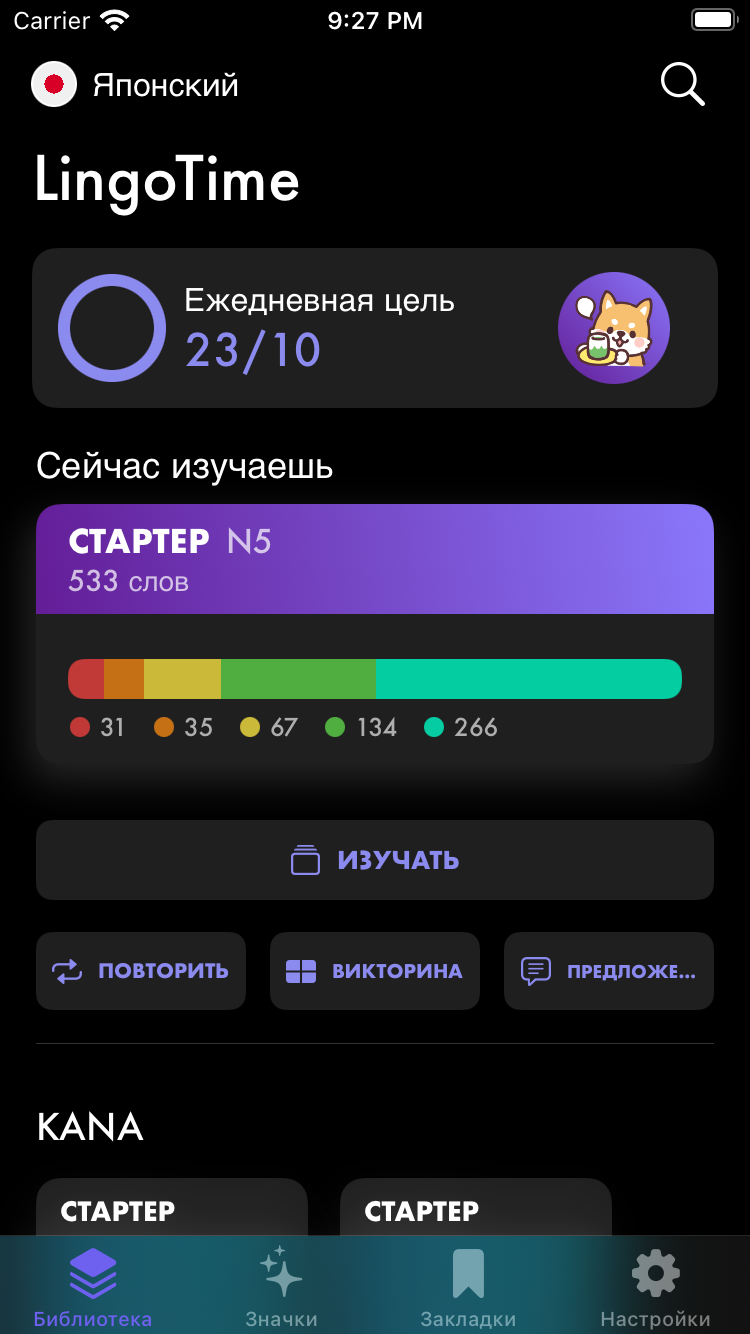 Carrier 9:27 PM
Японский
LingoTime
Ежедневная цель
23/10
Сейчас изучаешь
СТАРТЕР N5
533 слов
31 35 67 134 266
ИЗУЧАТЬ
ПОВТОРИТЬ ВИКТОРИНА ПРЕДЛОЖЕ...
KANA
СТАРТЕР СТАРТЕР
Библиотека Значки Закладки Настройки